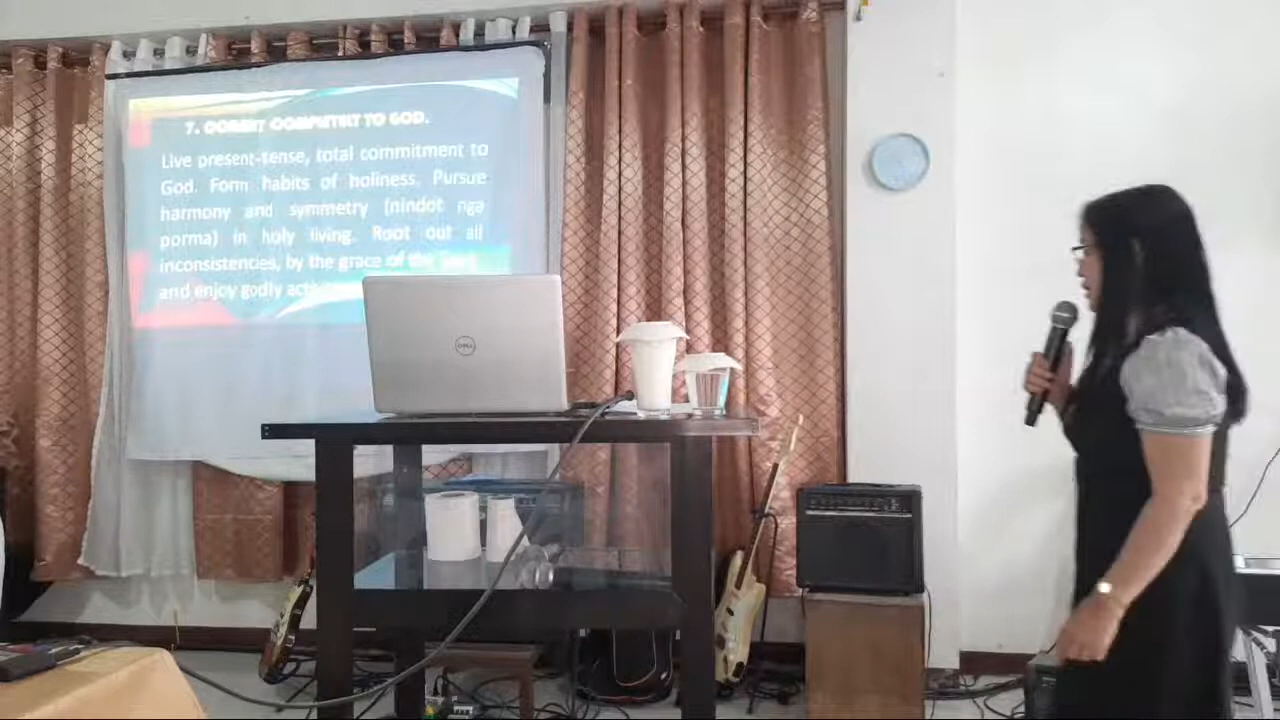 7. COMMIT COMPLETELY TO GOD.
Live present-tense, total commitment to
God. Form habits of holiness. Pursue
harmony and symmetry (nindot nga
porma) in holy living. Root out all
inconsistencies, by the grace of the
and enjoy godly
DELL